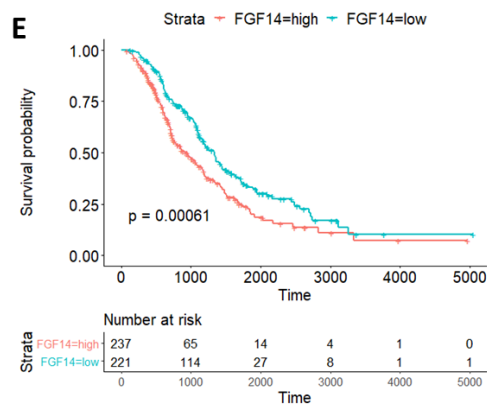 E
Strata FGF14=high FGF14=low
Survival probability
1.00
0.75
0.50
0.25
0.00
p = 0.00061
0 1000 2000 3000 4000 5000
Time
Number at risk
Strata
FGF14=high 237 65 14 4 1 0
FGF14=low 221 114 27 8 1 1
0 1000 2000 3000 4000 5000
Time